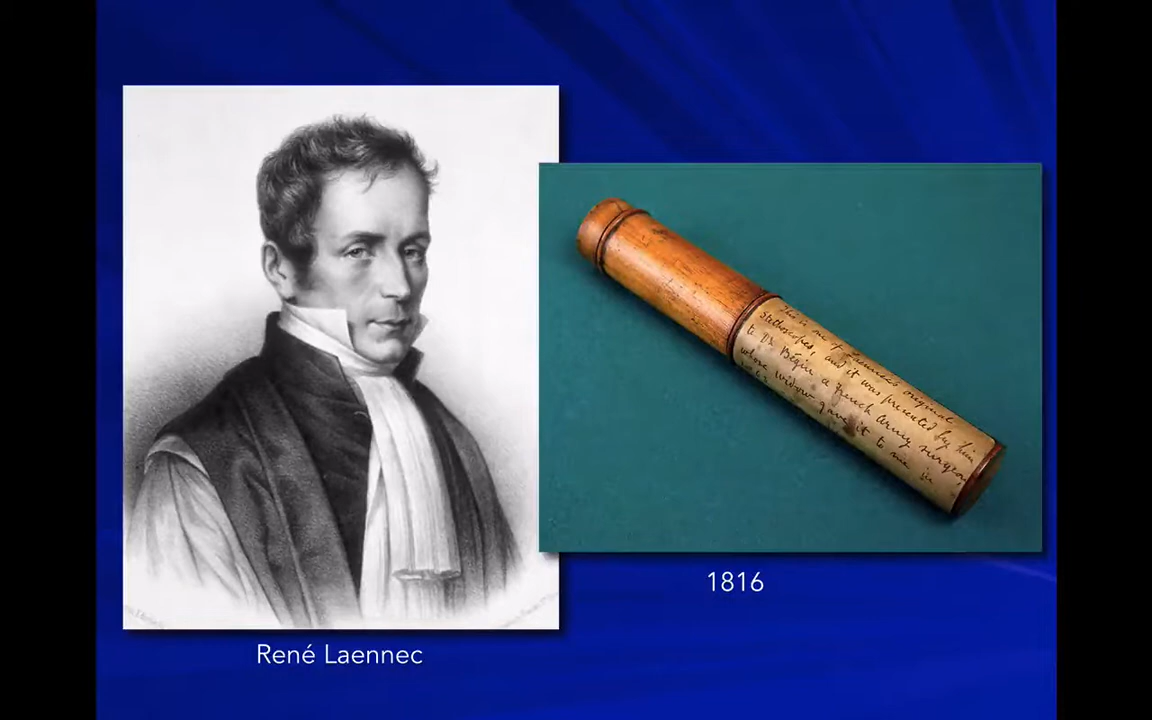 This is one of Laennec's original
stethoscopes, and it was presented by him
to Dr Bégin a French Army surgeon,
whose widow gave it to me in
1816
René Laennec